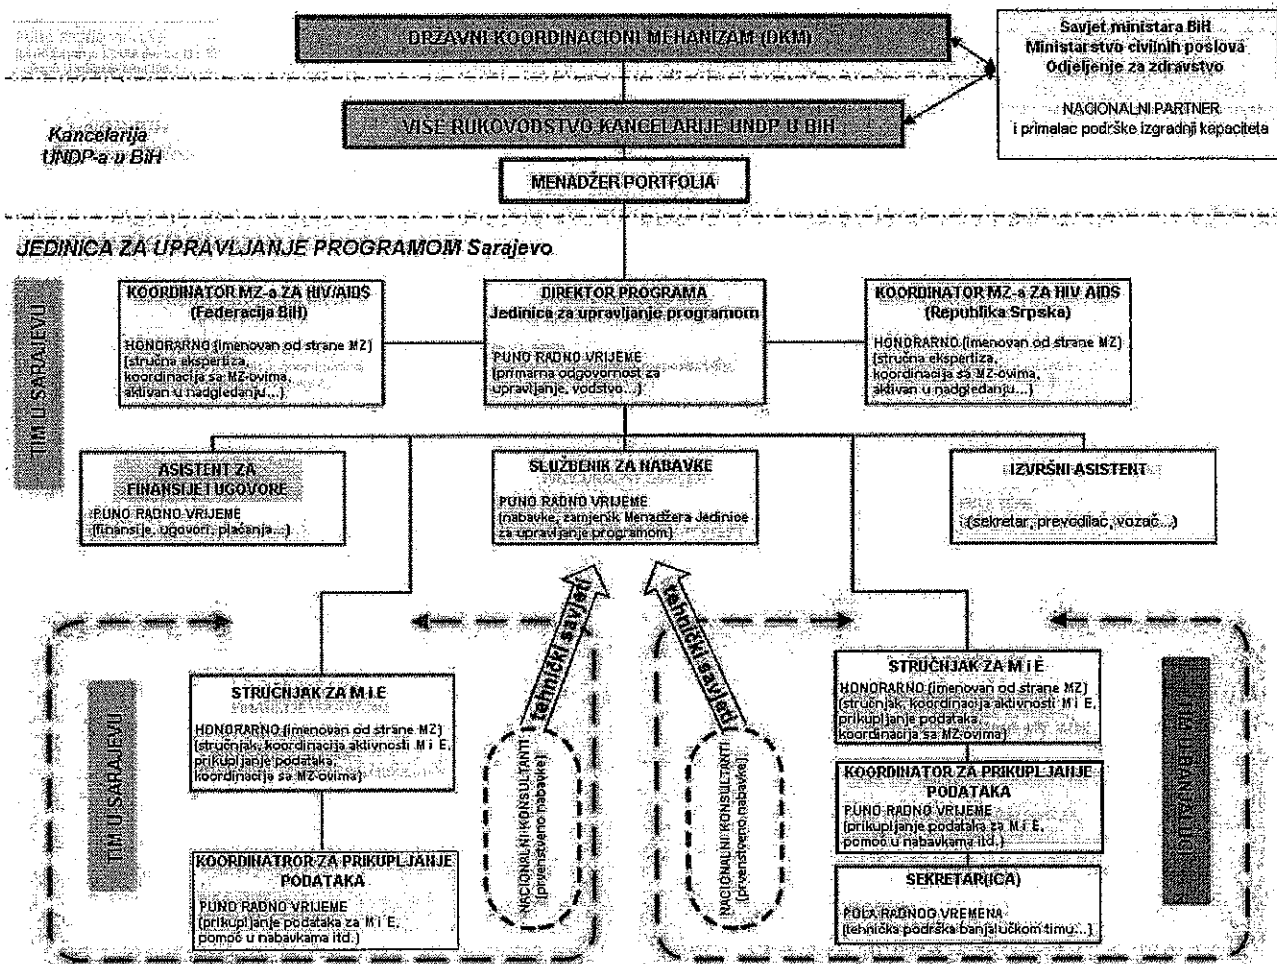 DRŽAVNI KOORDINACIONI MEHANIZAM (DKM)
Savjet ministara BiH
Ministarstvo civilnih poslova
Odjeljenje za zdravstvo
NACIONALNI PARTNER
i primalac podrške izgradnji kapaciteta
Kancelarija
UNDP-a u BiH
VIŠE RUKOVODSTVO KANCELARIJE UNDP U BIH
MENADŽER PORTFOLIA
JEDINICA ZA UPRAVLJANJE PROGRAMOM Sarajevo
TIM U SARAJEVU
KOORDINATOR MZ-a ZA HIV/AIDS
(Federacija BiH)
HONORARNO (imenovan od strane MZ)
(stručna ekspertiza,
koordinacija sa MZ-ovima,
aktivan u nadgledanju...)
DIREKTOR PROGRAMA
Jedinica za upravljanje programom
PUNO RADNO VRIJEME
(primarna odgovornost za
upravljanje, vodstvo...)
KOORDINATOR MZ-a ZA HIV AIDS
(Republika Srpska)
HONORARNO (imenovan od strane MZ)
(stručna ekspertiza,
koordinacija sa MZ-ovima,
aktivan u nadgledanju...)
ASISTENT ZA
FINANSIJE I UGOVORE
PUNO RADNO VRIJEME
(finansije, ugovori, plaćanja...)
SLUŽBENIK ZA NABAVKE
PUNO RADNO VRIJEME
(nabavke, zamjenik Menadžera Jedinice
za upravljanje programom)
IZVRŠNI ASISTENT
(sekretar, prevodilac, vozač...)
tehnički savjeti
tehnički savjeti
TIM U SARAJEVU
STRUČNJAK ZA M i E
HONORARNO (imenovan od strane MZ)
(stručnjak, koordinacija aktivnosti M i E,
prikupljanje podataka,
koordinacija sa MZ-ovima)
KOORDINATROR ZA PRIKUPLJANJE
PODATAKA
PUNO RADNO VRIJEME
(prikupljanje podataka za M i E,
pomoć u nabavkama itd.)
NACIONALNI KONSULTANTI
(prvenstveno nabavke)
NACIONALNI KONSULTANTI
(prvenstveno nabavke)
STRUČNJAK ZA M i E
HONORARNO (imenovan od strane MZ)
(stručnjak, koordinacija aktivnosti M i E,
prikupljanje podataka,
koordinacija sa MZ-ovima)
KOORDINATOR ZA PRIKUPLJANJE
PODATAKA
PUNO RADNO VRIJEME
(prikupljanje podataka za M i E,
pomoć u nabavkama itd.)
SEKRETAR(ICA)
POLA RADNOG VREMENA
(tehnička podrška banjalučkom timu...)
TIM U BANJALUCI